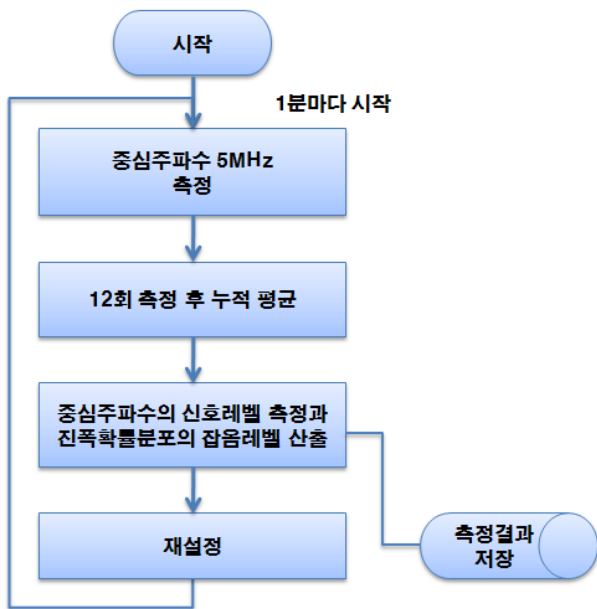 시작
1분마다 시작
중심주파수 5MHz
측정
12회 측정 후 누적 평균
중심주파수의 신호레벨 측정과
진폭확률분포의 잡음레벨 산출
재설정
측정결과
저장